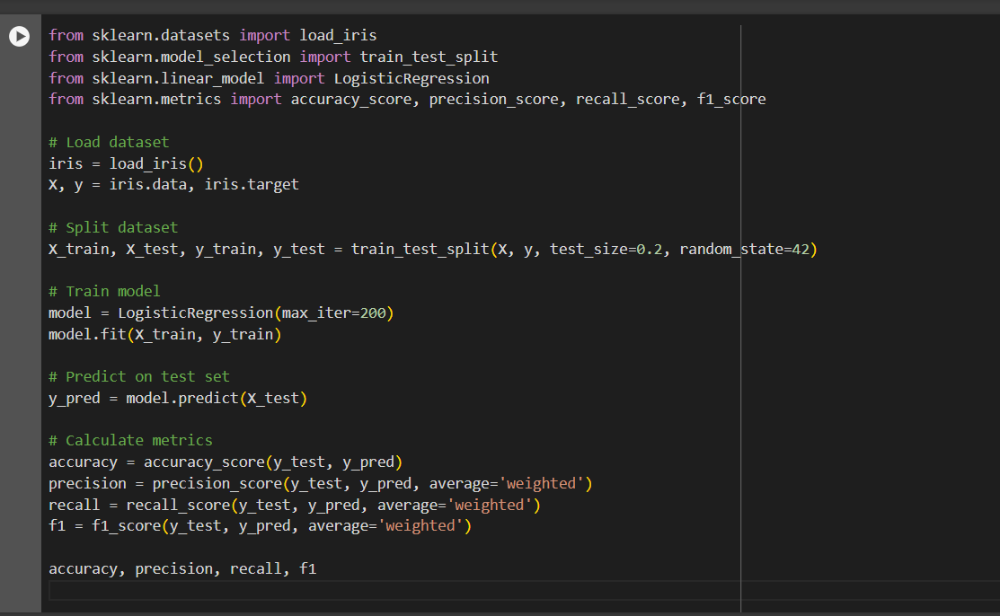 from sklearn.datasets import load_iris
from sklearn.model_selection import train_test_split
from sklearn.linear_model import LogisticRegression
from sklearn.metrics import accuracy_score, precision_score, recall_score, f1_score
# Load dataset
iris = load_iris()
X, y = iris.data, iris.target
# Split dataset
X_train, X_test, y_train, y_test = train_test_split(X, y, test_size=0.2, random_state=42)
# Train model
model = LogisticRegression(max_iter=200)
model.fit(X_train, y_train)
# Predict on test set
y_pred = model.predict(X_test)
# Calculate metrics
accuracy = accuracy_score(y_test, y_pred)
precision = precision_score(y_test, y_pred, average='weighted')
recall = recall_score(y_test, y_pred, average='weighted')
f1 = f1_score(y_test, y_pred, average='weighted')
accuracy, precision, recall, f1